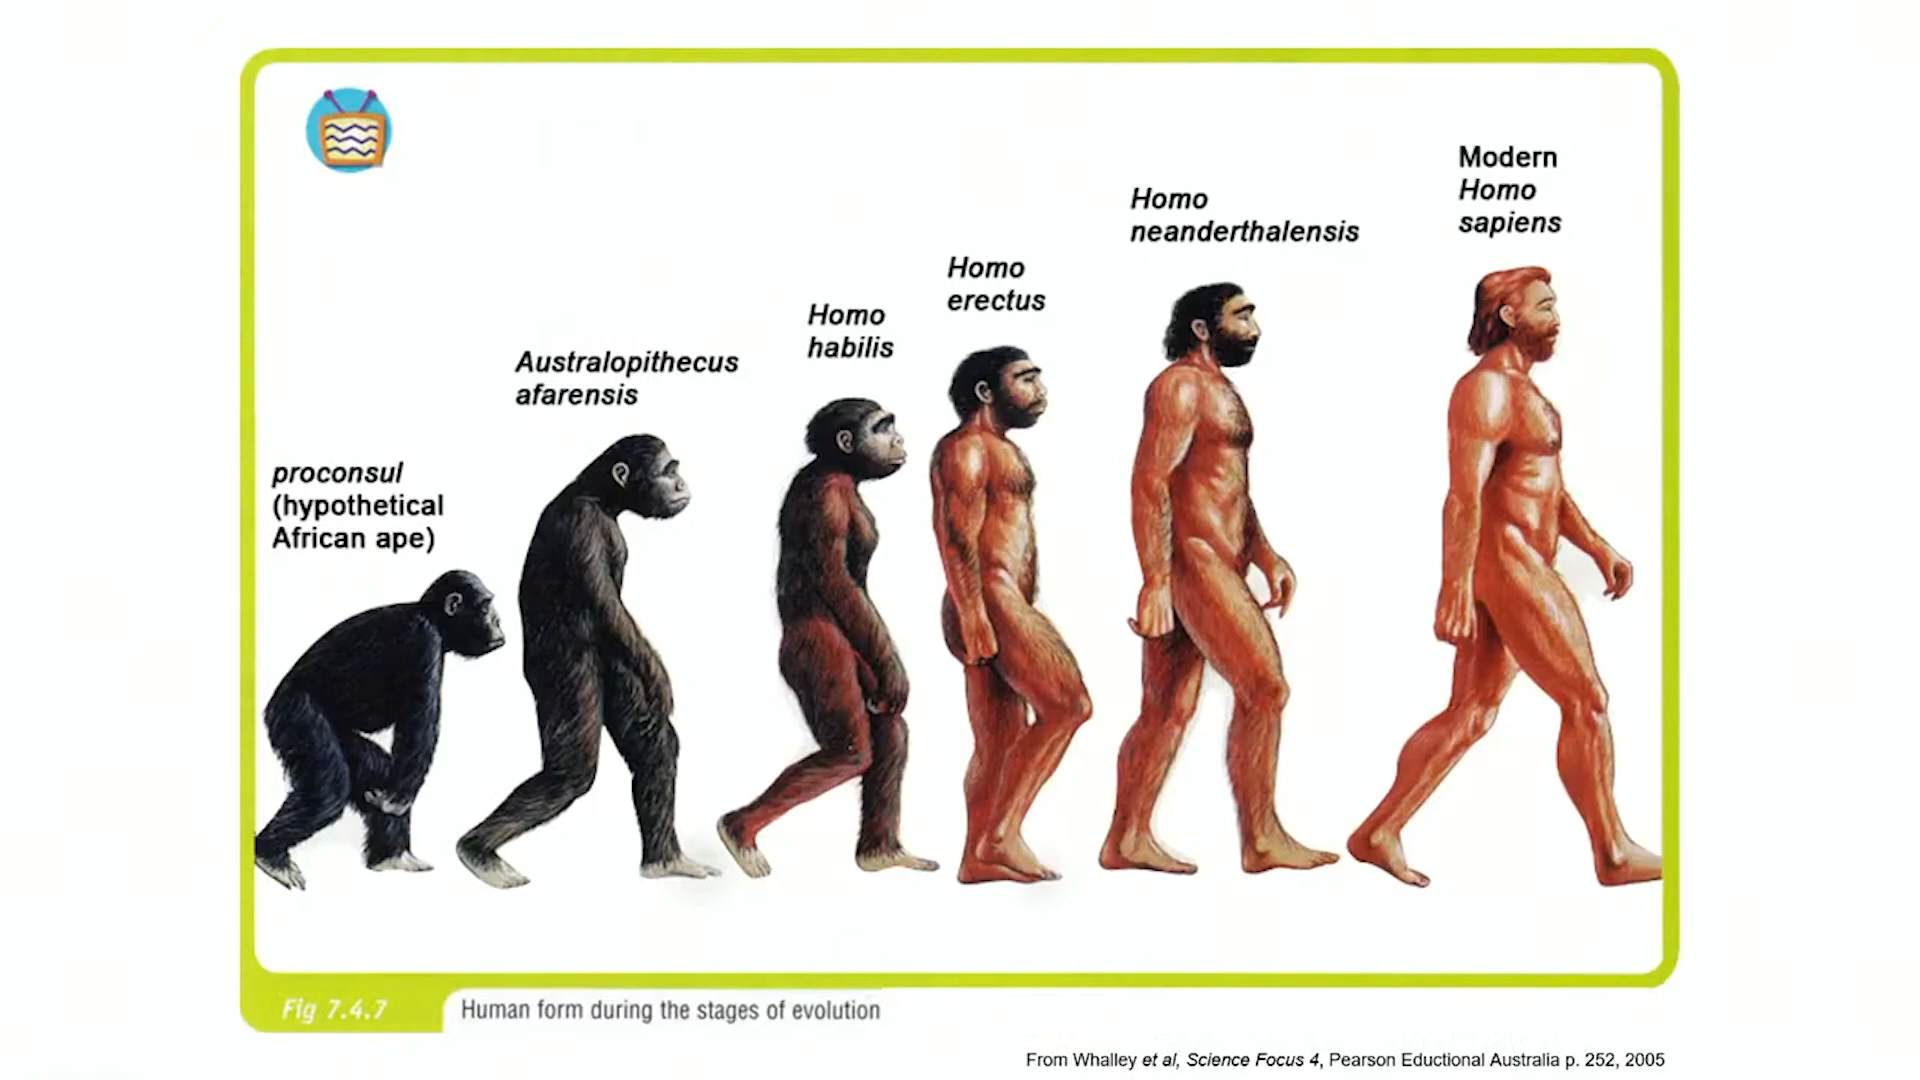 Modern
Homo
sapiens
Homo
neanderthalensis
Homo
erectus
Homo
habilis
Australopithecus
afarensis
proconsul
(hypothetical
African ape)
Fig 7.4.7
Human form during the stages of evolution
From Whalley et al, Science Focus 4, Pearson Eductional Australia p. 252, 2005